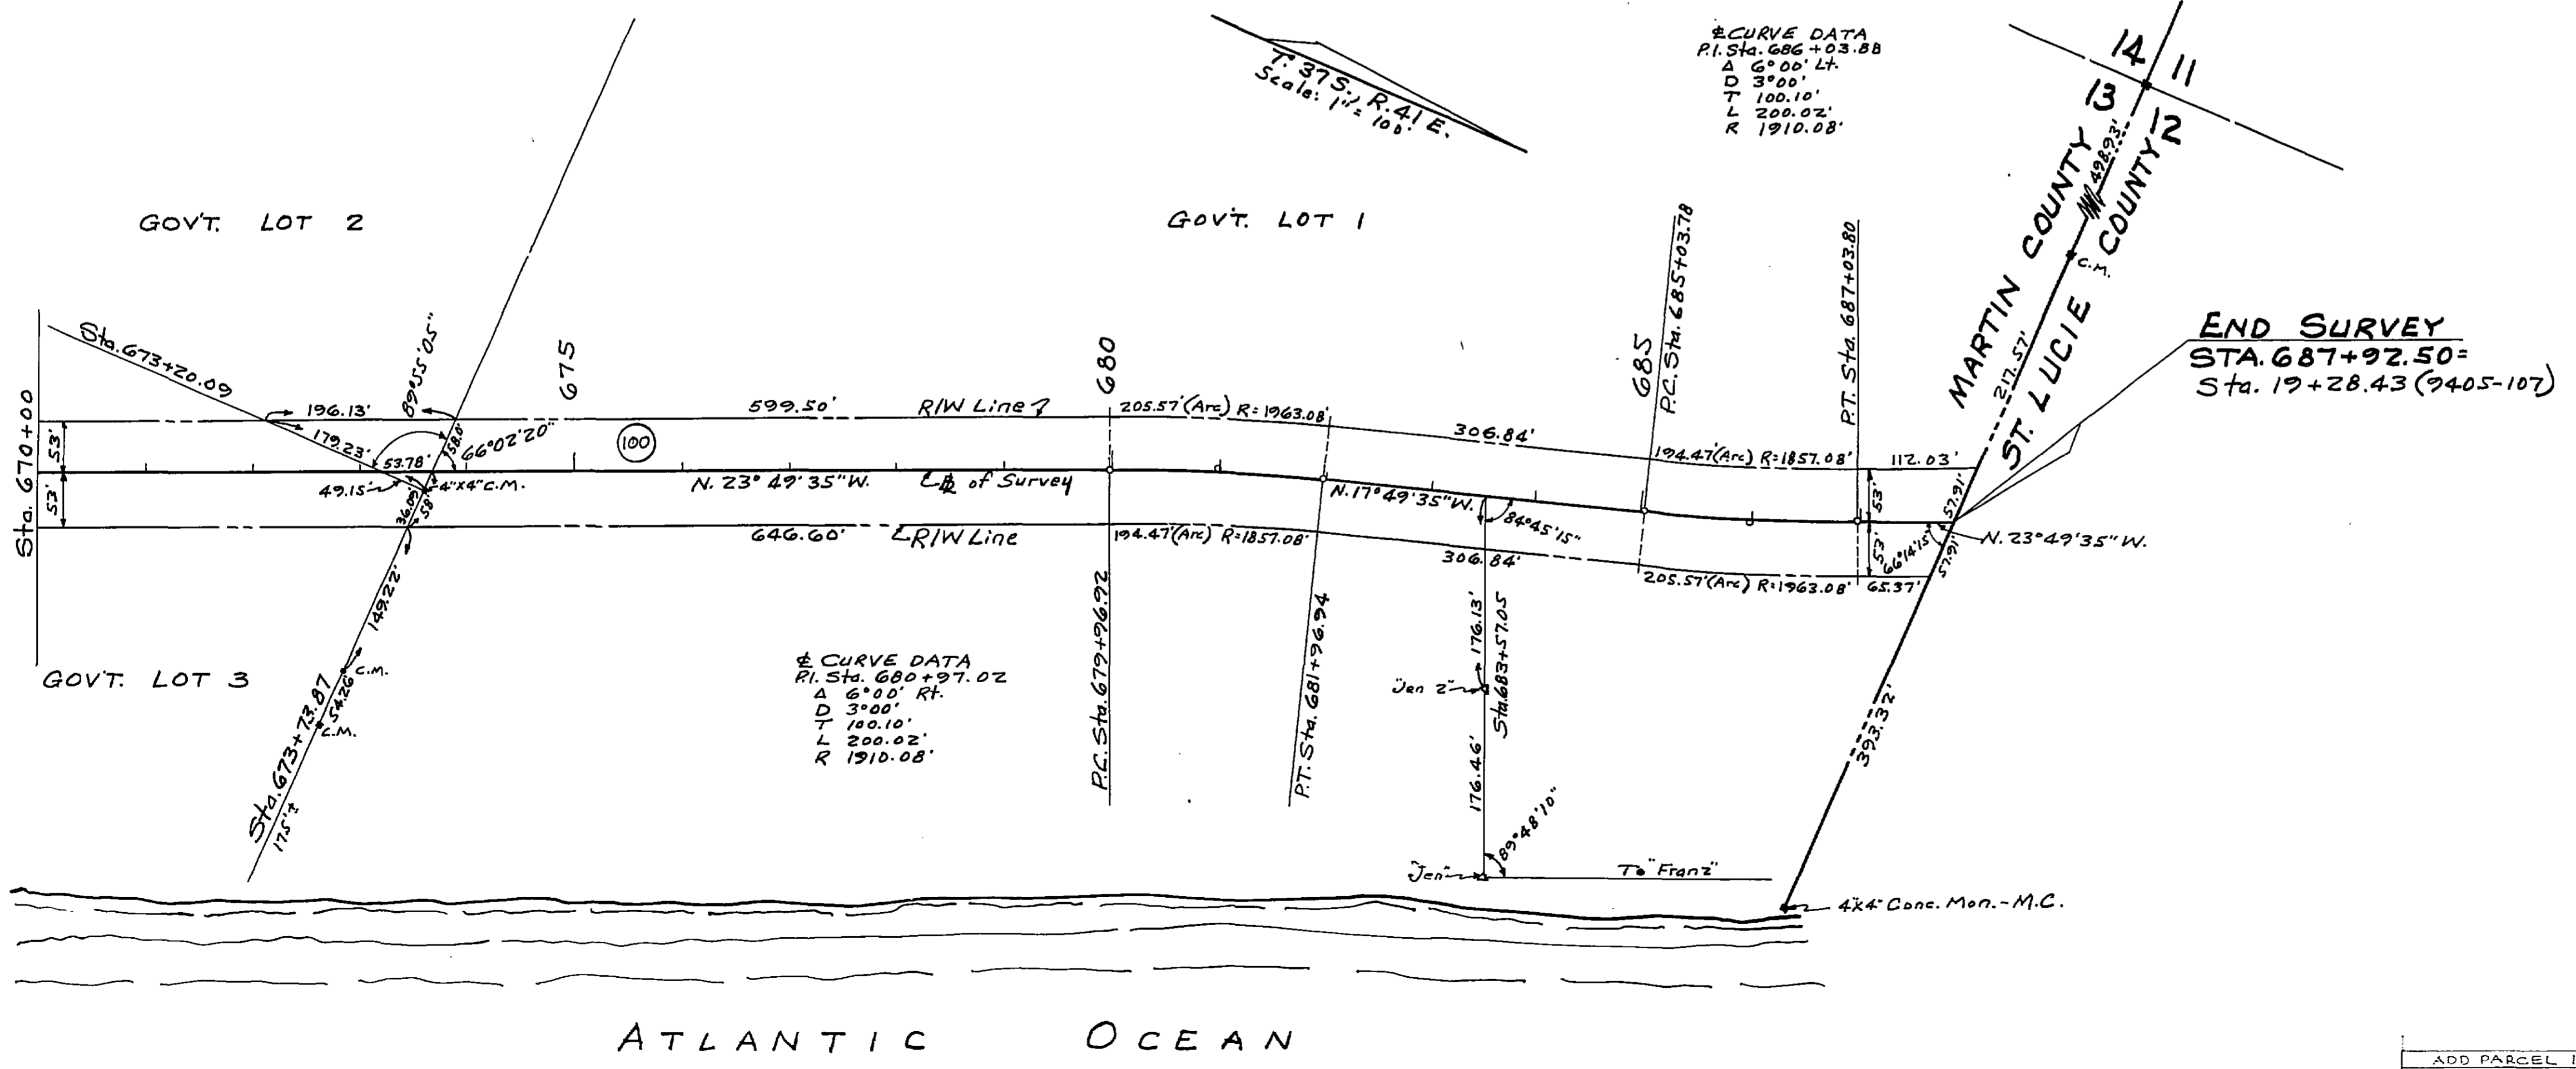 T. 37 S., R. 41 E.
Scale: 1" = 100'
℄ CURVE DATA
P.I. Sta. 686+03.88
Δ 6°00' Lt.
D 3°00'
T 100.10'
L 200.02'
R 1910.08'
14
11
13
12
498.93'
MARTIN COUNTY
ST. LUCIE COUNTY
C.M.
217.57'
GOV'T. LOT 2
GOV'T. LOT 1
END SURVEY
STA. 687+92.50=
Sta. 19+28.43 (9405-107)
Sta. 670+00
53'
53'
Sta. 673+20.09
196.13'
179.23'
89°55'05"
53.78'
58.0'
66°02'20"
49.15'
4"x4" C.M.
36.09'
58'
675
100
599.50'
R/W Line
N. 23°49'35" W.
℄ of Survey
646.60'
R/W Line
680
205.57' (Arc) R=1963.08'
194.47' (Arc) R=1857.08'
306.84'
N. 17°49'35" W.
84°45'15"
306.84'
685
P.C. Sta. 685+03.78
P.T. Sta. 687+03.80
194.47' (Arc) R=1857.08'
112.03'
53'
53'
57.91'
57.91'
66°14'15"
N. 23°49'35" W.
205.57' (Arc) R=1963.08'
65.37'
149.22'
C.M.
54.26'
C.M.
Sta. 673+73.87
175'±
GOV'T. LOT 3
℄ CURVE DATA
P.I. Sta. 680+97.02
Δ 6°00' Rt.
D 3°00'
T 100.10'
L 200.02'
R 1910.08'
P.C. Sta. 679+96.92
P.T. Sta. 681+96.94
176.13'
Sta. 683+57.05
"Jen 2"
176.46'
89°48'10"
"Jen"
To "Franz"
393.32'
4"x4" Conc. Mon.-M.C.
ATLANTIC OCEAN
ADD PARCEL